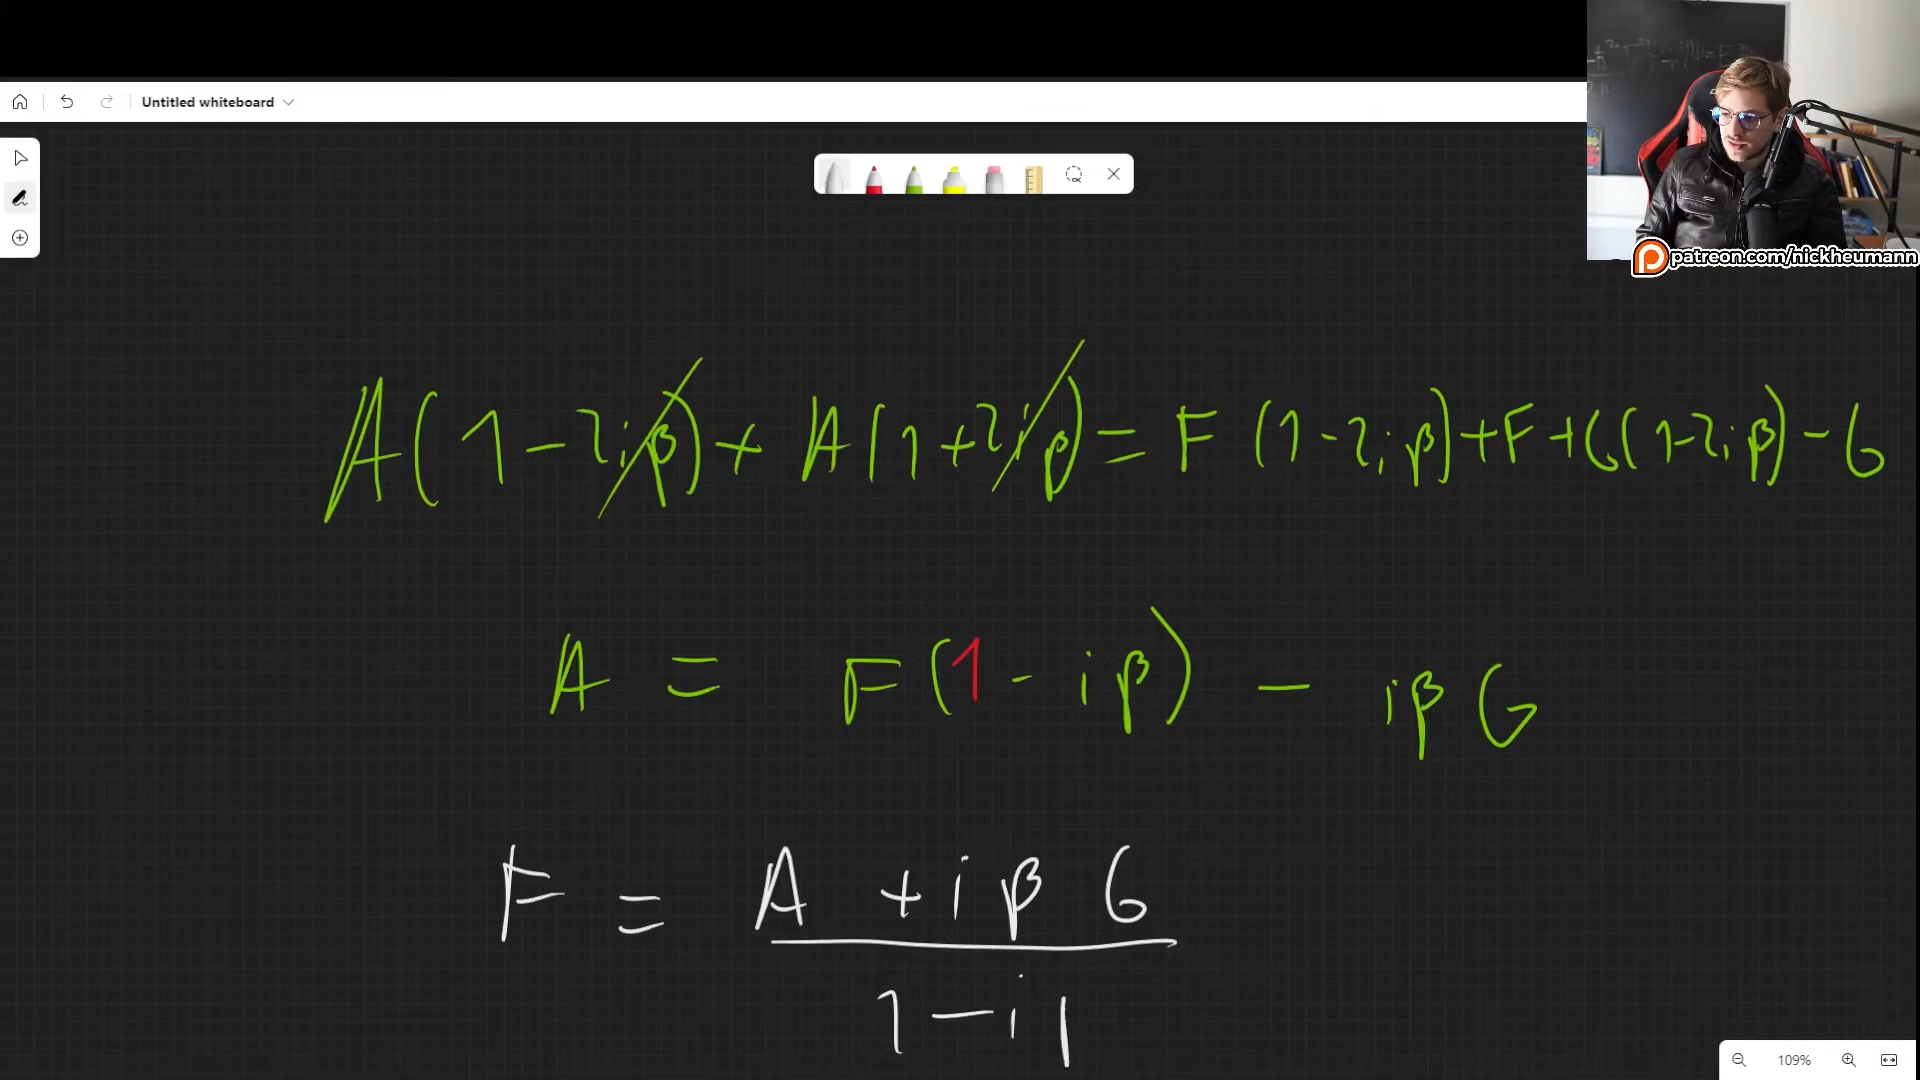 Untitled whiteboard
patreon.com/nickheumann
A(1-2iβ)+A(1+2iβ)=F(1-2iβ)+F+G(1-2iβ)-G
A = F(1-iβ) - iβG
F = A+iβG
1-i
109%